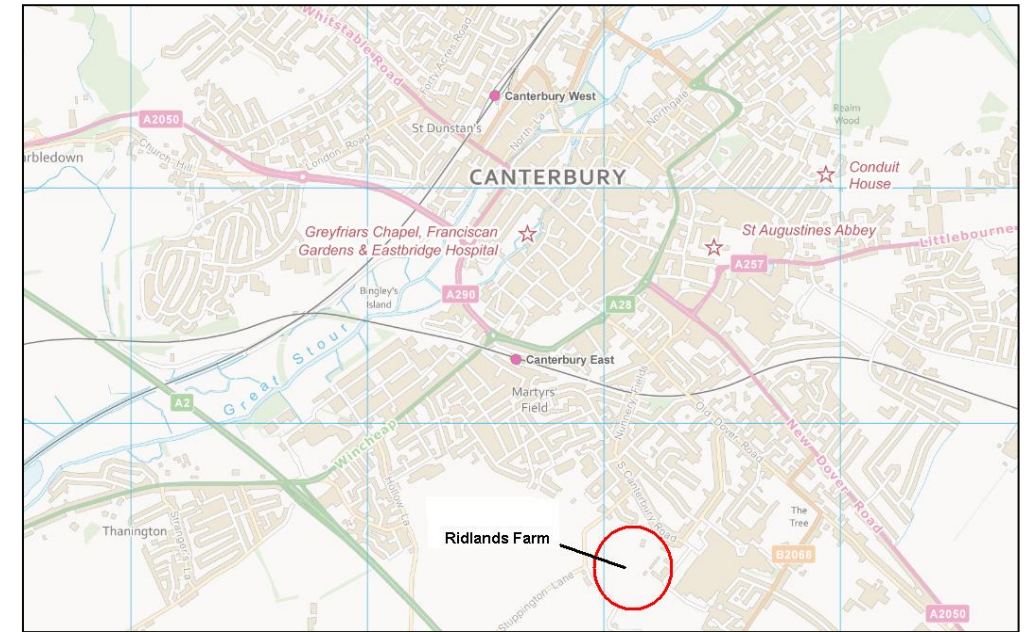 Whitstable Road
Forty Acres Road
Canterbury West
Northgate
Realm
Wood
A2050
St Dunstan's
North La
arbledown
Church Hill
London Road
CANTERBURY
Conduit
House
Greyfriars Chapel, Franciscan
Gardens & Eastbridge Hospital
St Augustines Abbey
Littlebourne
A257
Bingley's
Island
A290
A28
Great Stour
Canterbury East
Martyrs'
Field
Nunnery Fields
A2
Old Dover Road
New Dover Road
Wincheap
S Canterbury Road
Hollow La
Thanington
Strangers La
The
Tree
Ridlands Farm
B2068
Stuppington Lane
A2050